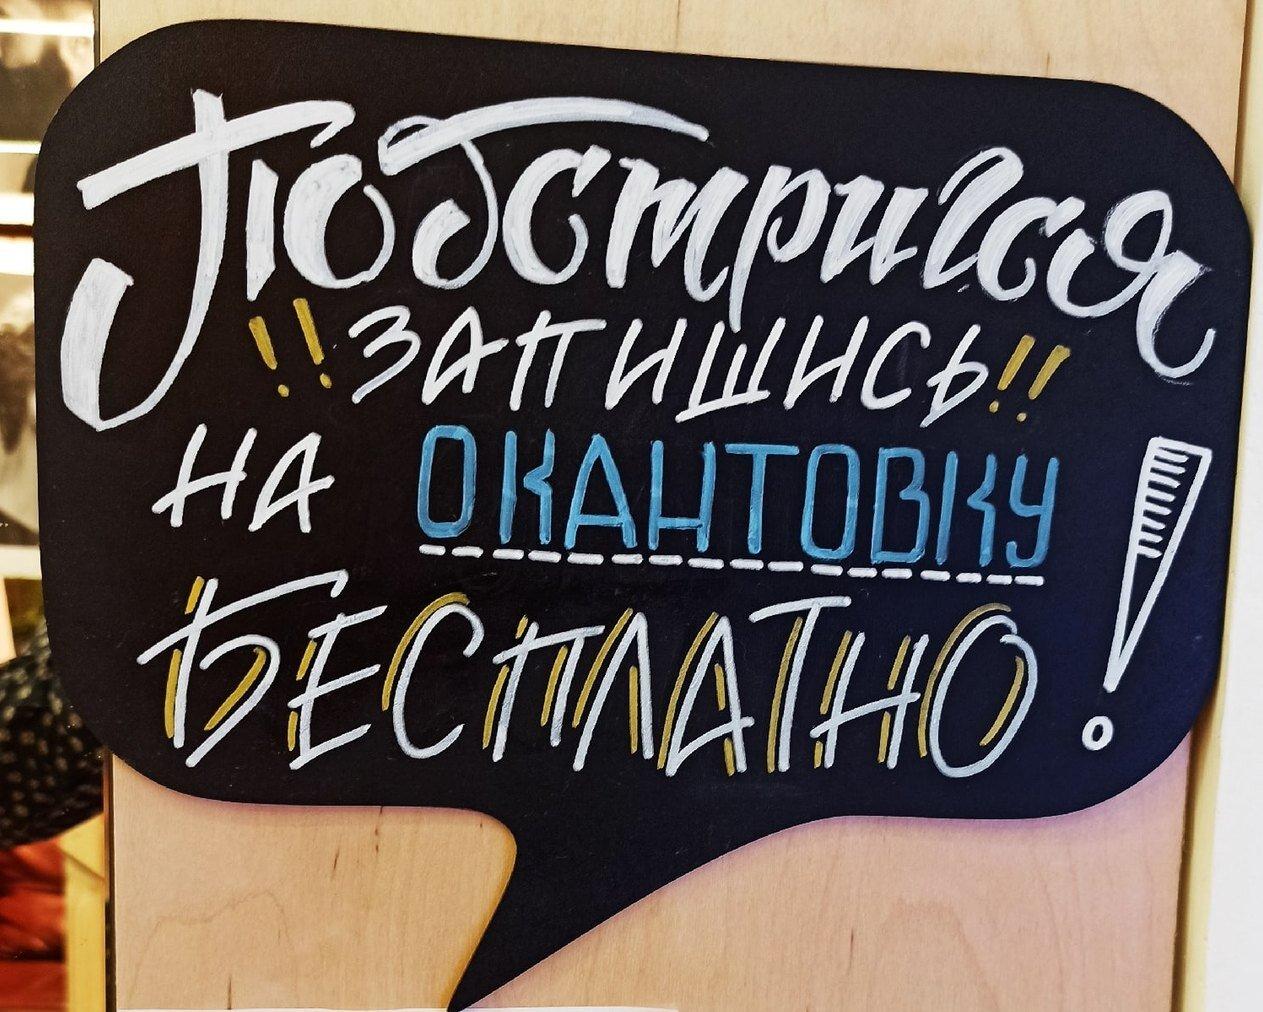 Подстригся
!! ЗАПИШИСЬ !!
НА ОКАНТОВКУ
БЕСПЛАТНО!